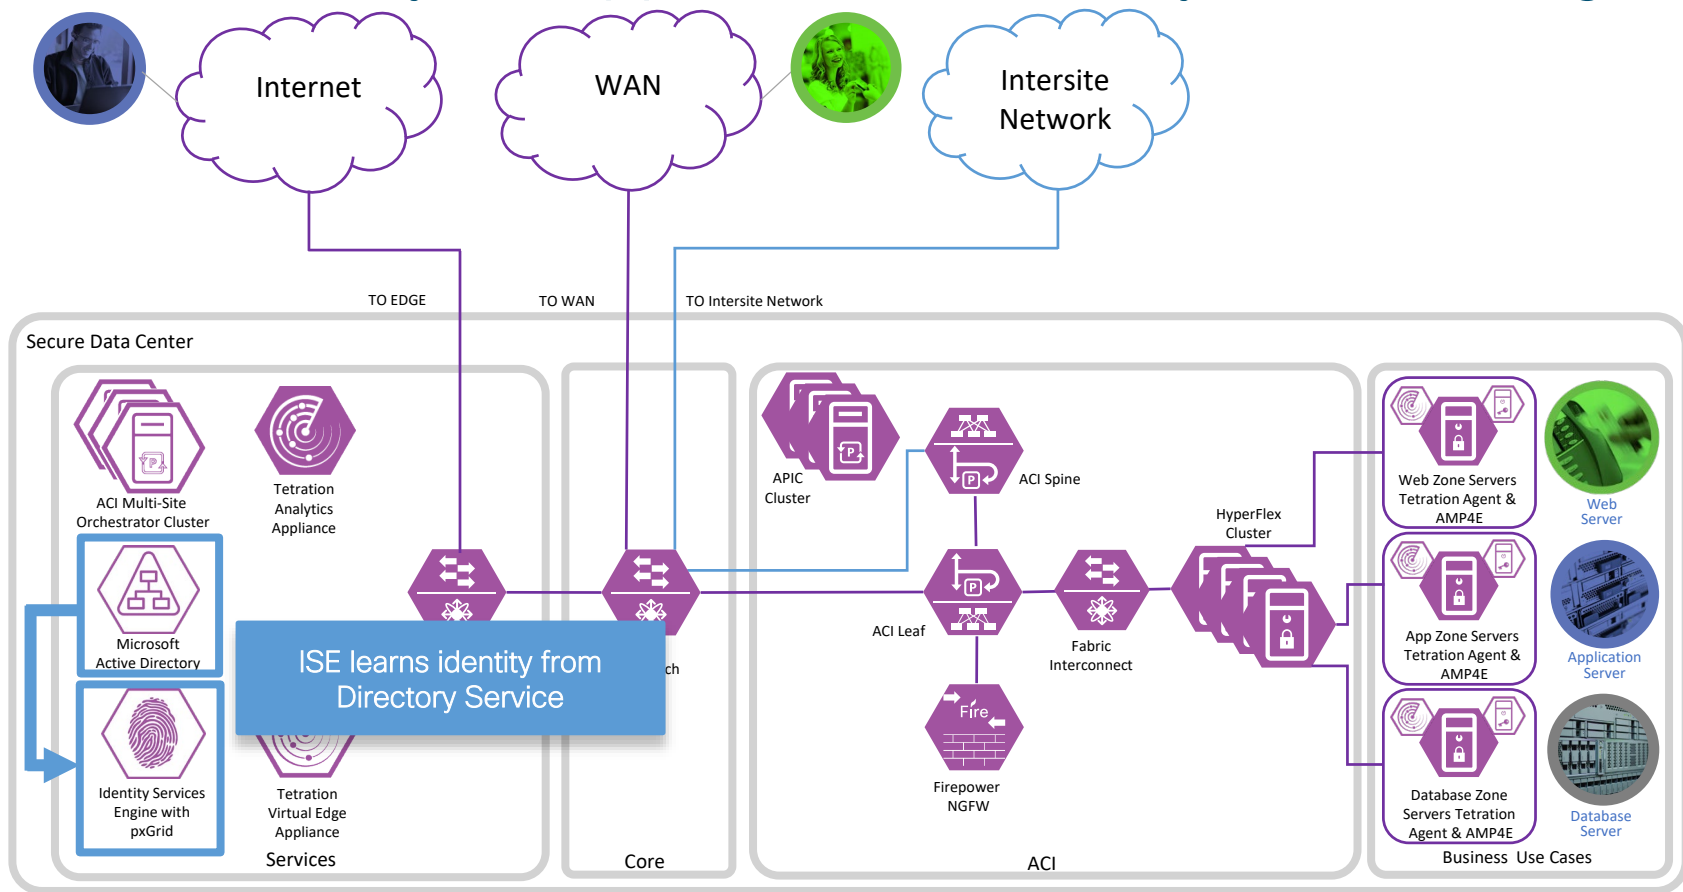 Internet
WAN
Intersite
Network
TO EDGE
TO WAN
TO Intersite Network
Secure Data Center
ACI Multi-Site
Orchestrator Cluster
Tetration
Analytics
Appliance
Microsoft
Active Directory
ISE learns identity from
Directory Service
ch
Identity Services
Engine with
pxGrid
Tetration
Virtual Edge
Appliance
Services
Core
APIC
Cluster
P
P
ACI Spine
P
ACI Leaf
P
Fabric
Interconnect
HyperFlex
Cluster
Fire
Firepower
NGFW
ACI
Web Zone Servers
Tetration Agent &
AMP4E
Web
Server
App Zone Servers
Tetration Agent &
AMP4E
Application
Server
Database Zone
Servers Tetration
Agent & AMP4E
Database
Server
Business Use Cases